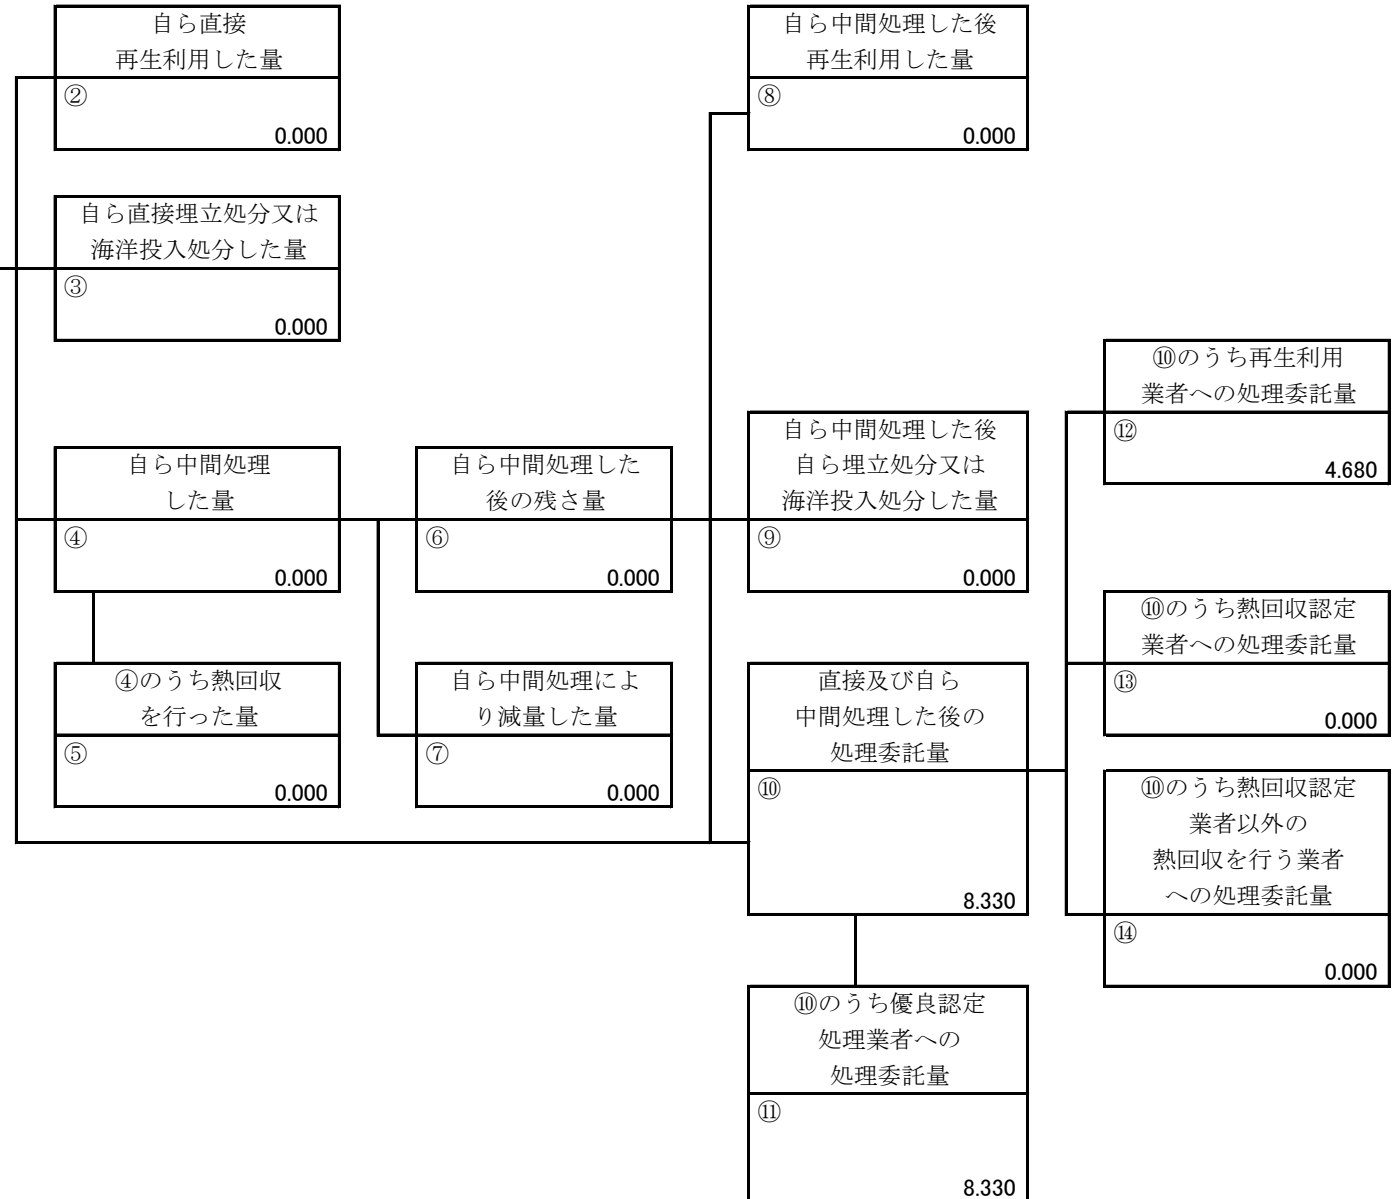 自ら直接
再生利用した量
②
0.000
自ら中間処理した後
再生利用した量
⑧
0.000
自ら直接埋立処分又は
海洋投入処分した量
③
0.000
⑩のうち再生利用
業者への処理委託量
⑫
4.680
自ら中間処理
した量
④
0.000
自ら中間処理した
後の残さ量
⑥
0.000
自ら中間処理した後
自ら埋立処分又は
海洋投入処分した量
⑨
0.000
⑩のうち熱回収認定
業者への処理委託量
⑬
0.000
④のうち熱回収
を行った量
⑤
0.000
自ら中間処理によ
り減量した量
⑦
0.000
直接及び自ら
中間処理した後の
処理委託量
⑩
8.330
⑩のうち熱回収認定
業者以外の
熱回収を行う業者
への処理委託量
⑭
0.000
⑩のうち優良認定
処理業者への
処理委託量
⑪
8.330